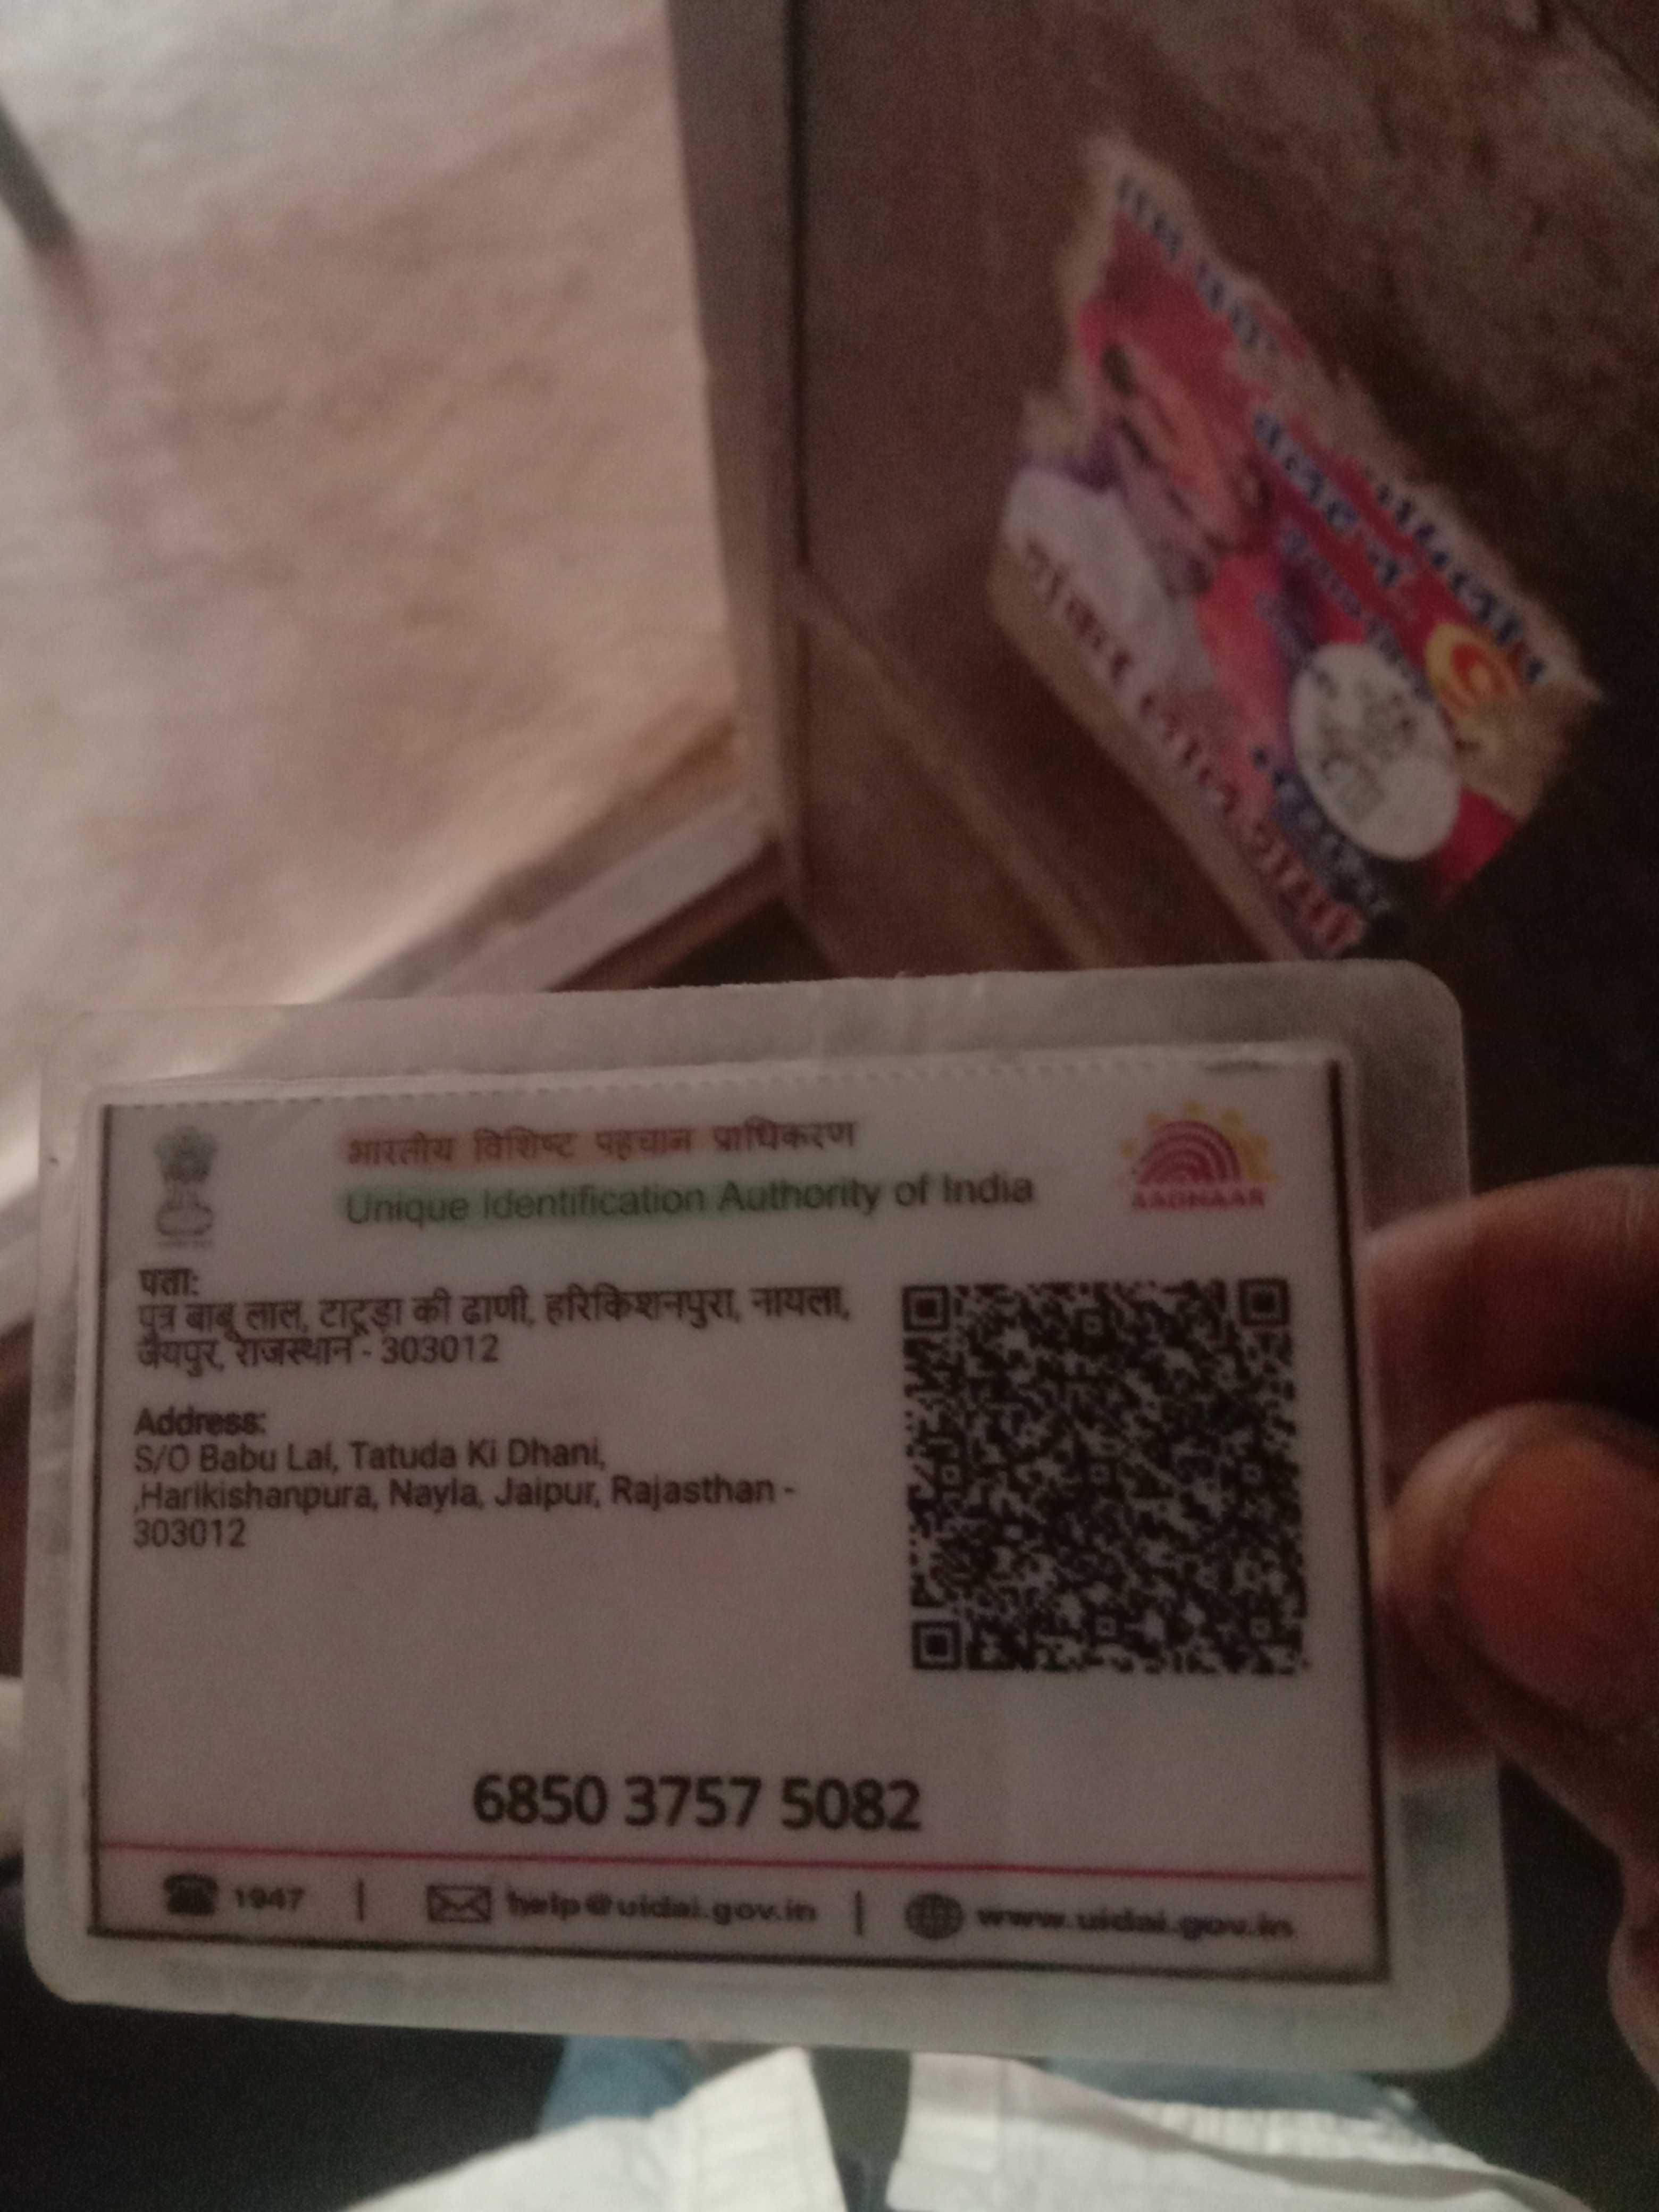 भारतीय विशिष्ट पहचान प्राधिकरण
Unique Identification Authority of India
AADHAAR
पता:
पुत्र बाबू लाल, टाटूड़ा की ढाणी, हरिकिशनपुरा, नायला,
जयपुर, राजस्थान - 303012
Address:
S/O Babu Lal, Tatuda Ki Dhani,
,Harikishanpura, Nayla, Jaipur, Rajasthan -
303012
6850 3757 5082
1947 | help@uidai.gov.in | www.uidai.gov.in